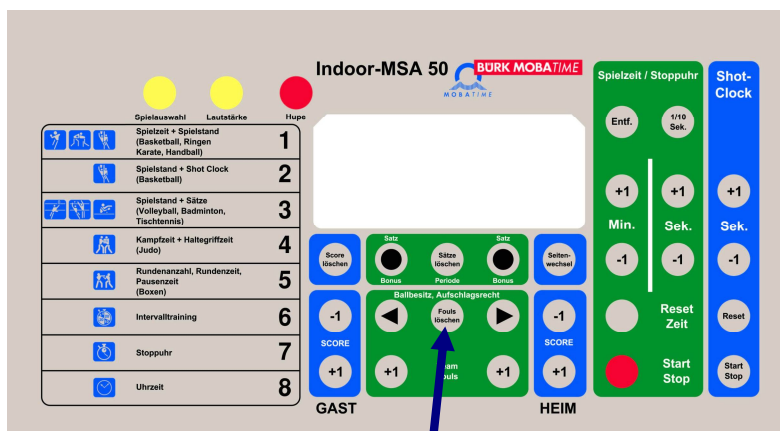 Indoor-MSA 50
BÜRK MOBATIME
MOBATIME
Spielauswahl
Lautstärke
Hupe
Spielzeit + Spielstand
(Basketball, Ringen
Karate, Handball)
1
Spielstand + Shot Clock
(Basketball)
2
Spielstand + Sätze
(Volleyball, Badminton,
Tischtennis)
3
Kampfzeit + Haltegriffzeit
(Judo)
4
Rundenanzahl, Rundenzeit,
Pausenzeit
(Boxen)
5
Intervalltraining
6
Stoppuhr
7
Uhrzeit
8
Score
löschen
Satz
Bonus
Sätze
löschen
Periode
Satz
Bonus
Seiten-
wechsel
Ballbesitz, Aufschlagsrecht
-1
Fouls
löschen
-1
SCORE
SCORE
+1
+1
ouls
+1
+1
GAST
HEIM
Spielzeit / Stoppuhr
Entf.
1/10
Sek.
+1
+1
Min.
Sek.
-1
-1
Reset
Zeit
Start
Stop
Shot-
Clock
+1
Sek.
-1
Reset
Start
Stop